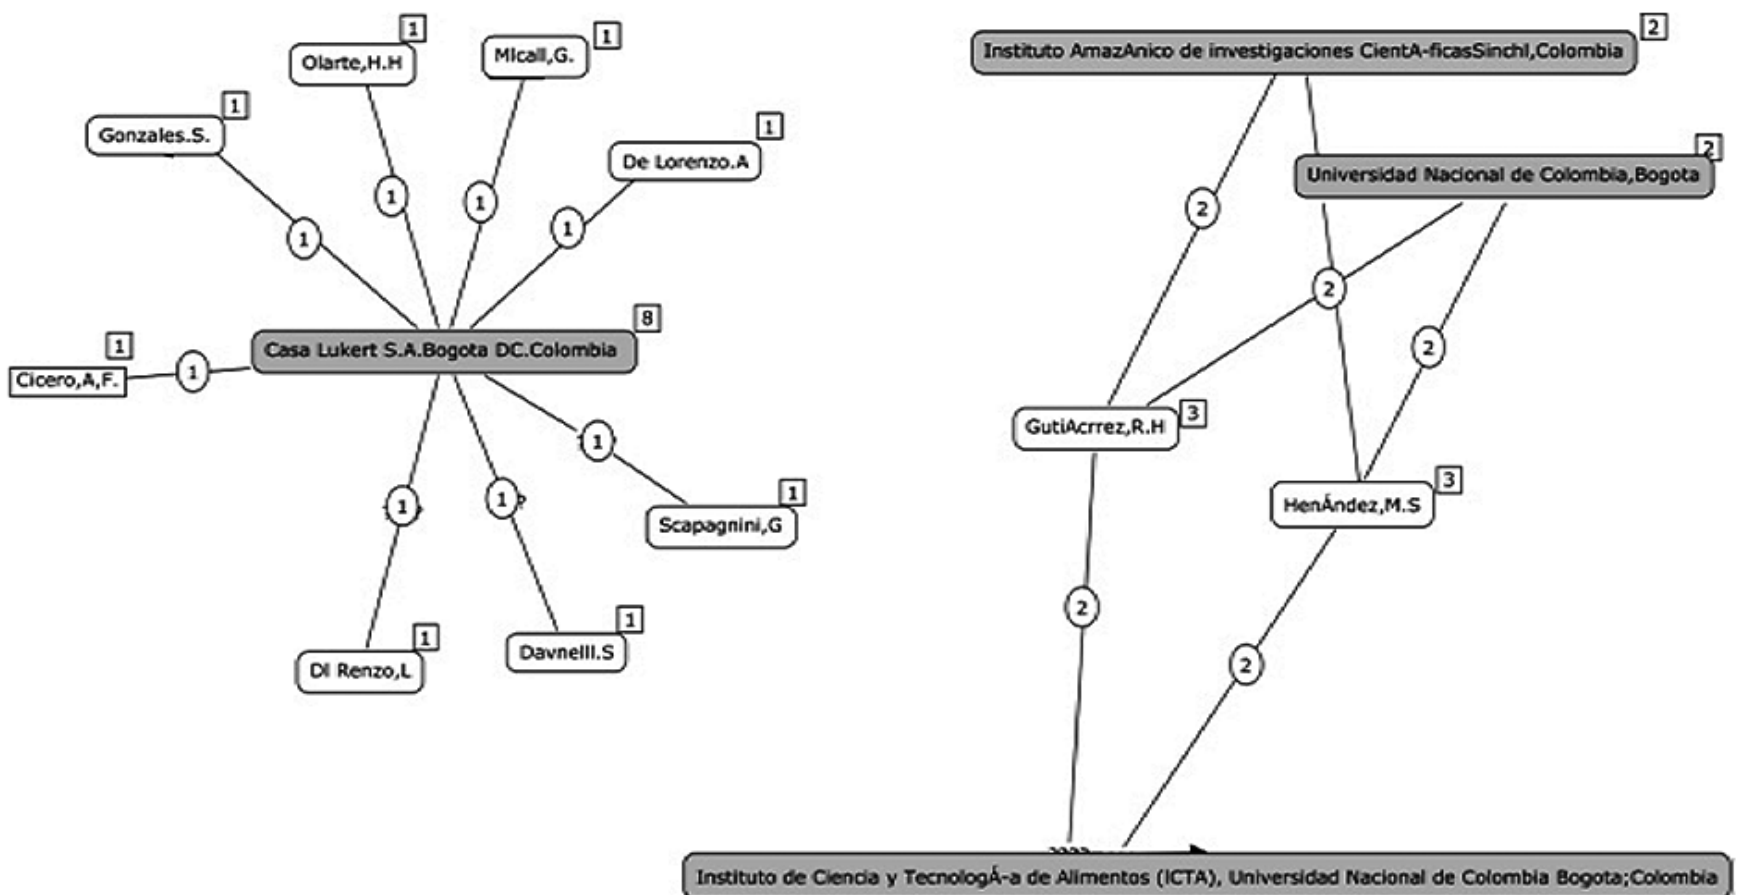 1
Olarte,H.H
1
MIcall,G.
1
Gonzales.S.
1
De Lorenzo.A
1
1
1
1
8
Casa Lukert S.A.Bogota DC.Colombia
1
Cicero,A,F.
1
1
1
Scapagnini,G
1
1
1
DI Renzo,L
1
Davnelll.S
2
Instituto AmazAnico de investigaciones CientA-ficasSinchl,Colombia
2
Universidad Nacional de Colombia,Bogota
2
2
2
GutiAcrrez,R.H
3
HenÁndez,M.S
3
2
2
Instituto de Ciencia y TecnologÁ-a de Alimentos (ICTA), Universidad Nacional de Colombia Bogota;Colombia